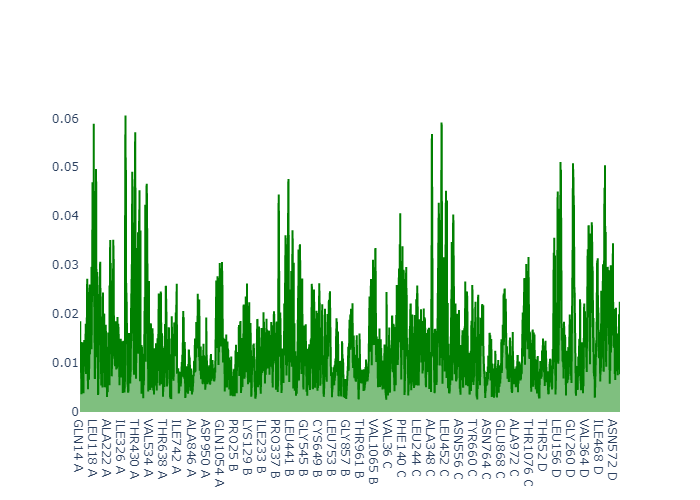 0.06
0.05
0.04
0.03
0.02
0.01
0
GLN14 A
LEU118 A
ALA222 A
ILE326 A
THR430 A
VAL534 A
THR638 A
ILE742 A
ALA846 A
ASP950 A
GLN1054 A
PRO25 B
LYS129 B
ILE233 B
PRO337 B
LEU441 B
GLY545 B
CYS649 B
LEU753 B
GLY857 B
THR961 B
VAL1065 B
VAL36 C
PHE140 C
LEU244 C
ALA348 C
LEU452 C
ASN556 C
TYR660 C
ASN764 C
GLU868 C
ALA972 C
THR1076 C
THR52 D
LEU156 D
GLY260 D
VAL364 D
ILE468 D
ASN572 D